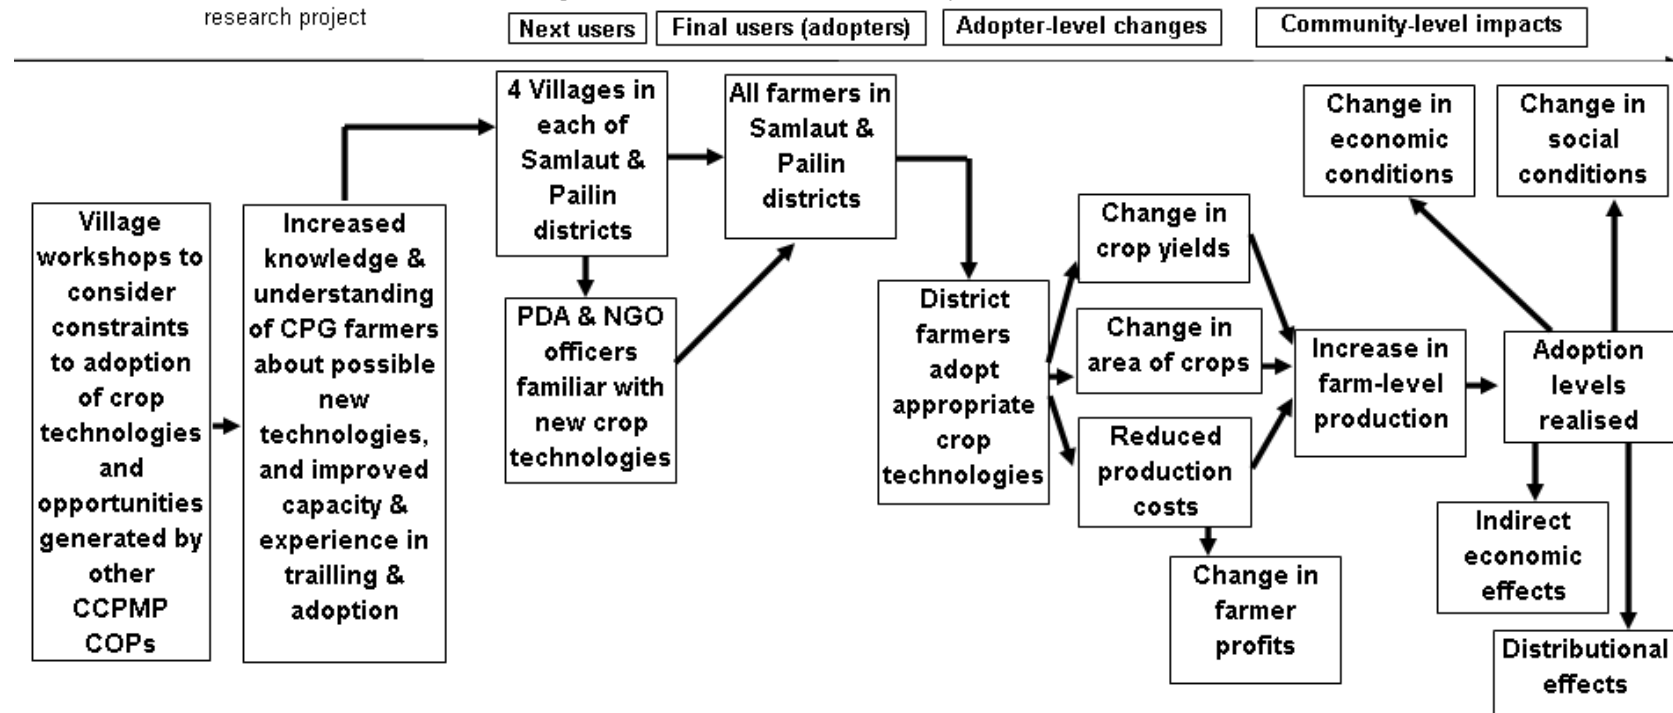 research project
Next users
Final users (adopters)
Adopter-level changes
Community-level impacts
Village
workshops to
consider
constraints
to adoption
of crop
technologies
and
opportunities
generated by
other
CCPMP
COPs
Increased
knowledge &
understanding
of CPG farmers
about possible
new
technologies,
and improved
capacity &
experience in
trailling &
adoption
4 Villages in
each of
Samlaut &
Pailin
districts
PDA & NGO
officers
familiar with
new crop
technologies
All farmers in
Samlaut &
Pailin
districts
District
farmers
adopt
appropriate
crop
technologies
Change in
crop yields
Change in
area of crops
Reduced
production
costs
Change in
farmer
profits
Increase in
farm-level
production
Change in
economic
conditions
Change in
social
conditions
Adoption
levels
realised
Indirect
economic
effects
Distributional
effects